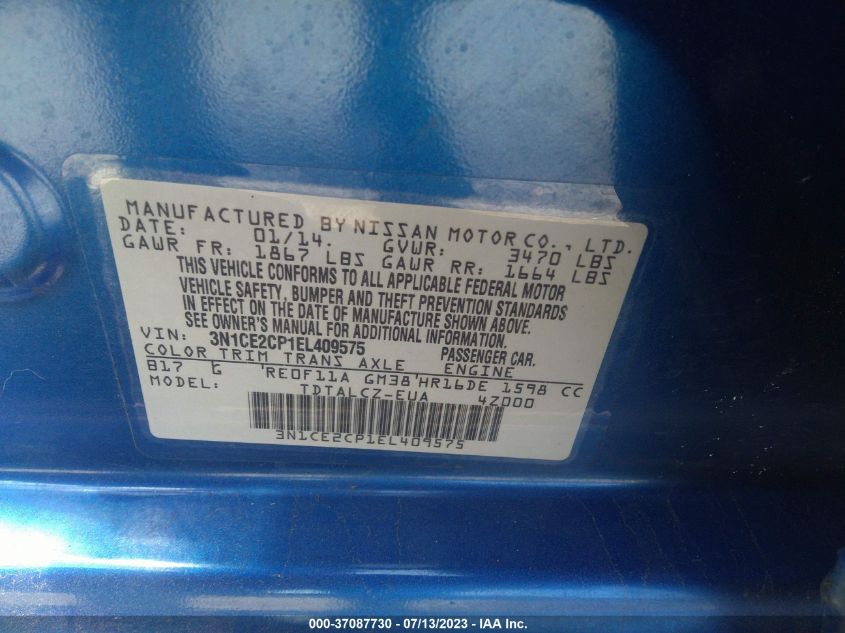 MANUFACTURED BY NISSAN MOTOR CO., LTD.
DATE: 01/14. GVWR: 3470 LBS
GAWR FR: 1867 LBS GAWR RR: 1664 LBS
THIS VEHICLE CONFORMS TO ALL APPLICABLE FEDERAL MOTOR
VEHICLE SAFETY, BUMPER AND THEFT PREVENTION STANDARDS
IN EFFECT ON THE DATE OF MANUFACTURE SHOWN ABOVE.
SEE OWNER'S MANUAL FOR ADDITIONAL INFORMATION.
VIN: 3N1CE2CP1EL409575 PASSENGER CAR.
COLOR TRIM TRANS AXLE ENGINE
B17 G 'RE0F11A GM38'HR16DE 1598 CC
MODEL: TDTALCZ-EUA 4Z000
3N1CE2CP1EL409575
000-37087730 - 07/13/2023 - IAA Inc.